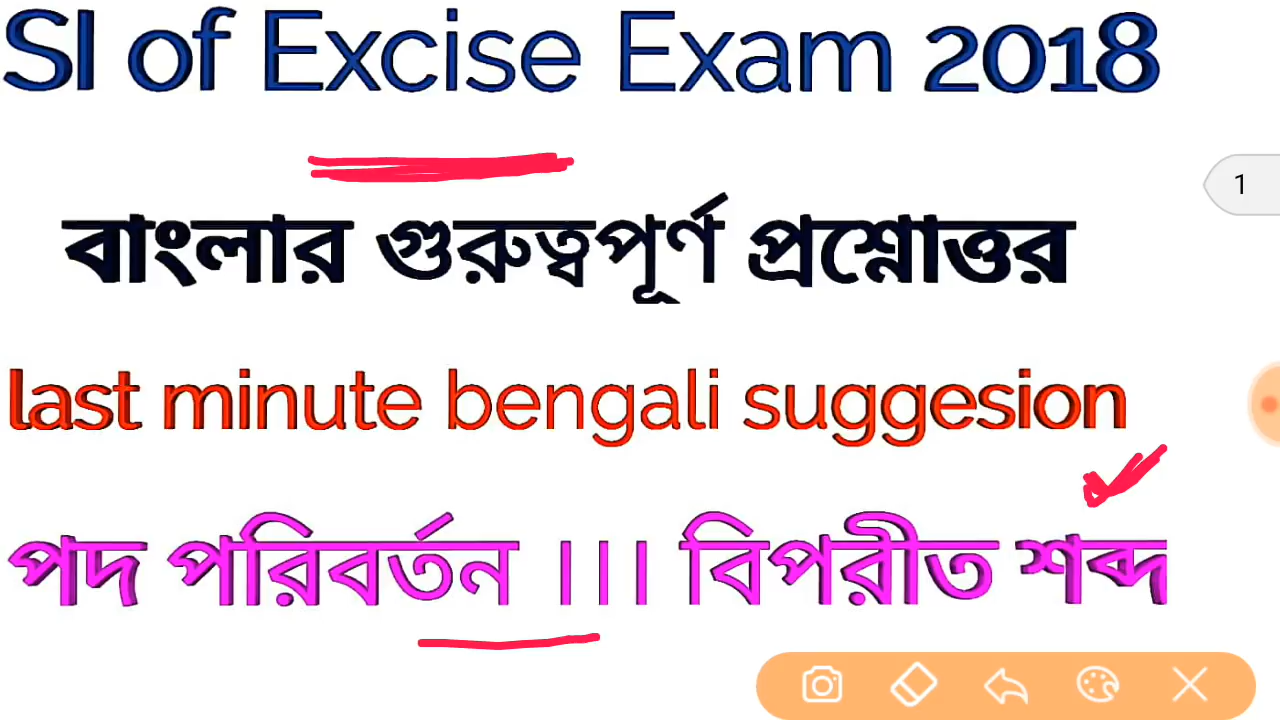 SI of Excise Exam 2018
1
বাংলার গুরুত্বপূর্ণ প্রশ্নোত্তর
last minute bengali suggesion
পদ পরিবর্তন ।।। বিপরীত শব্দ